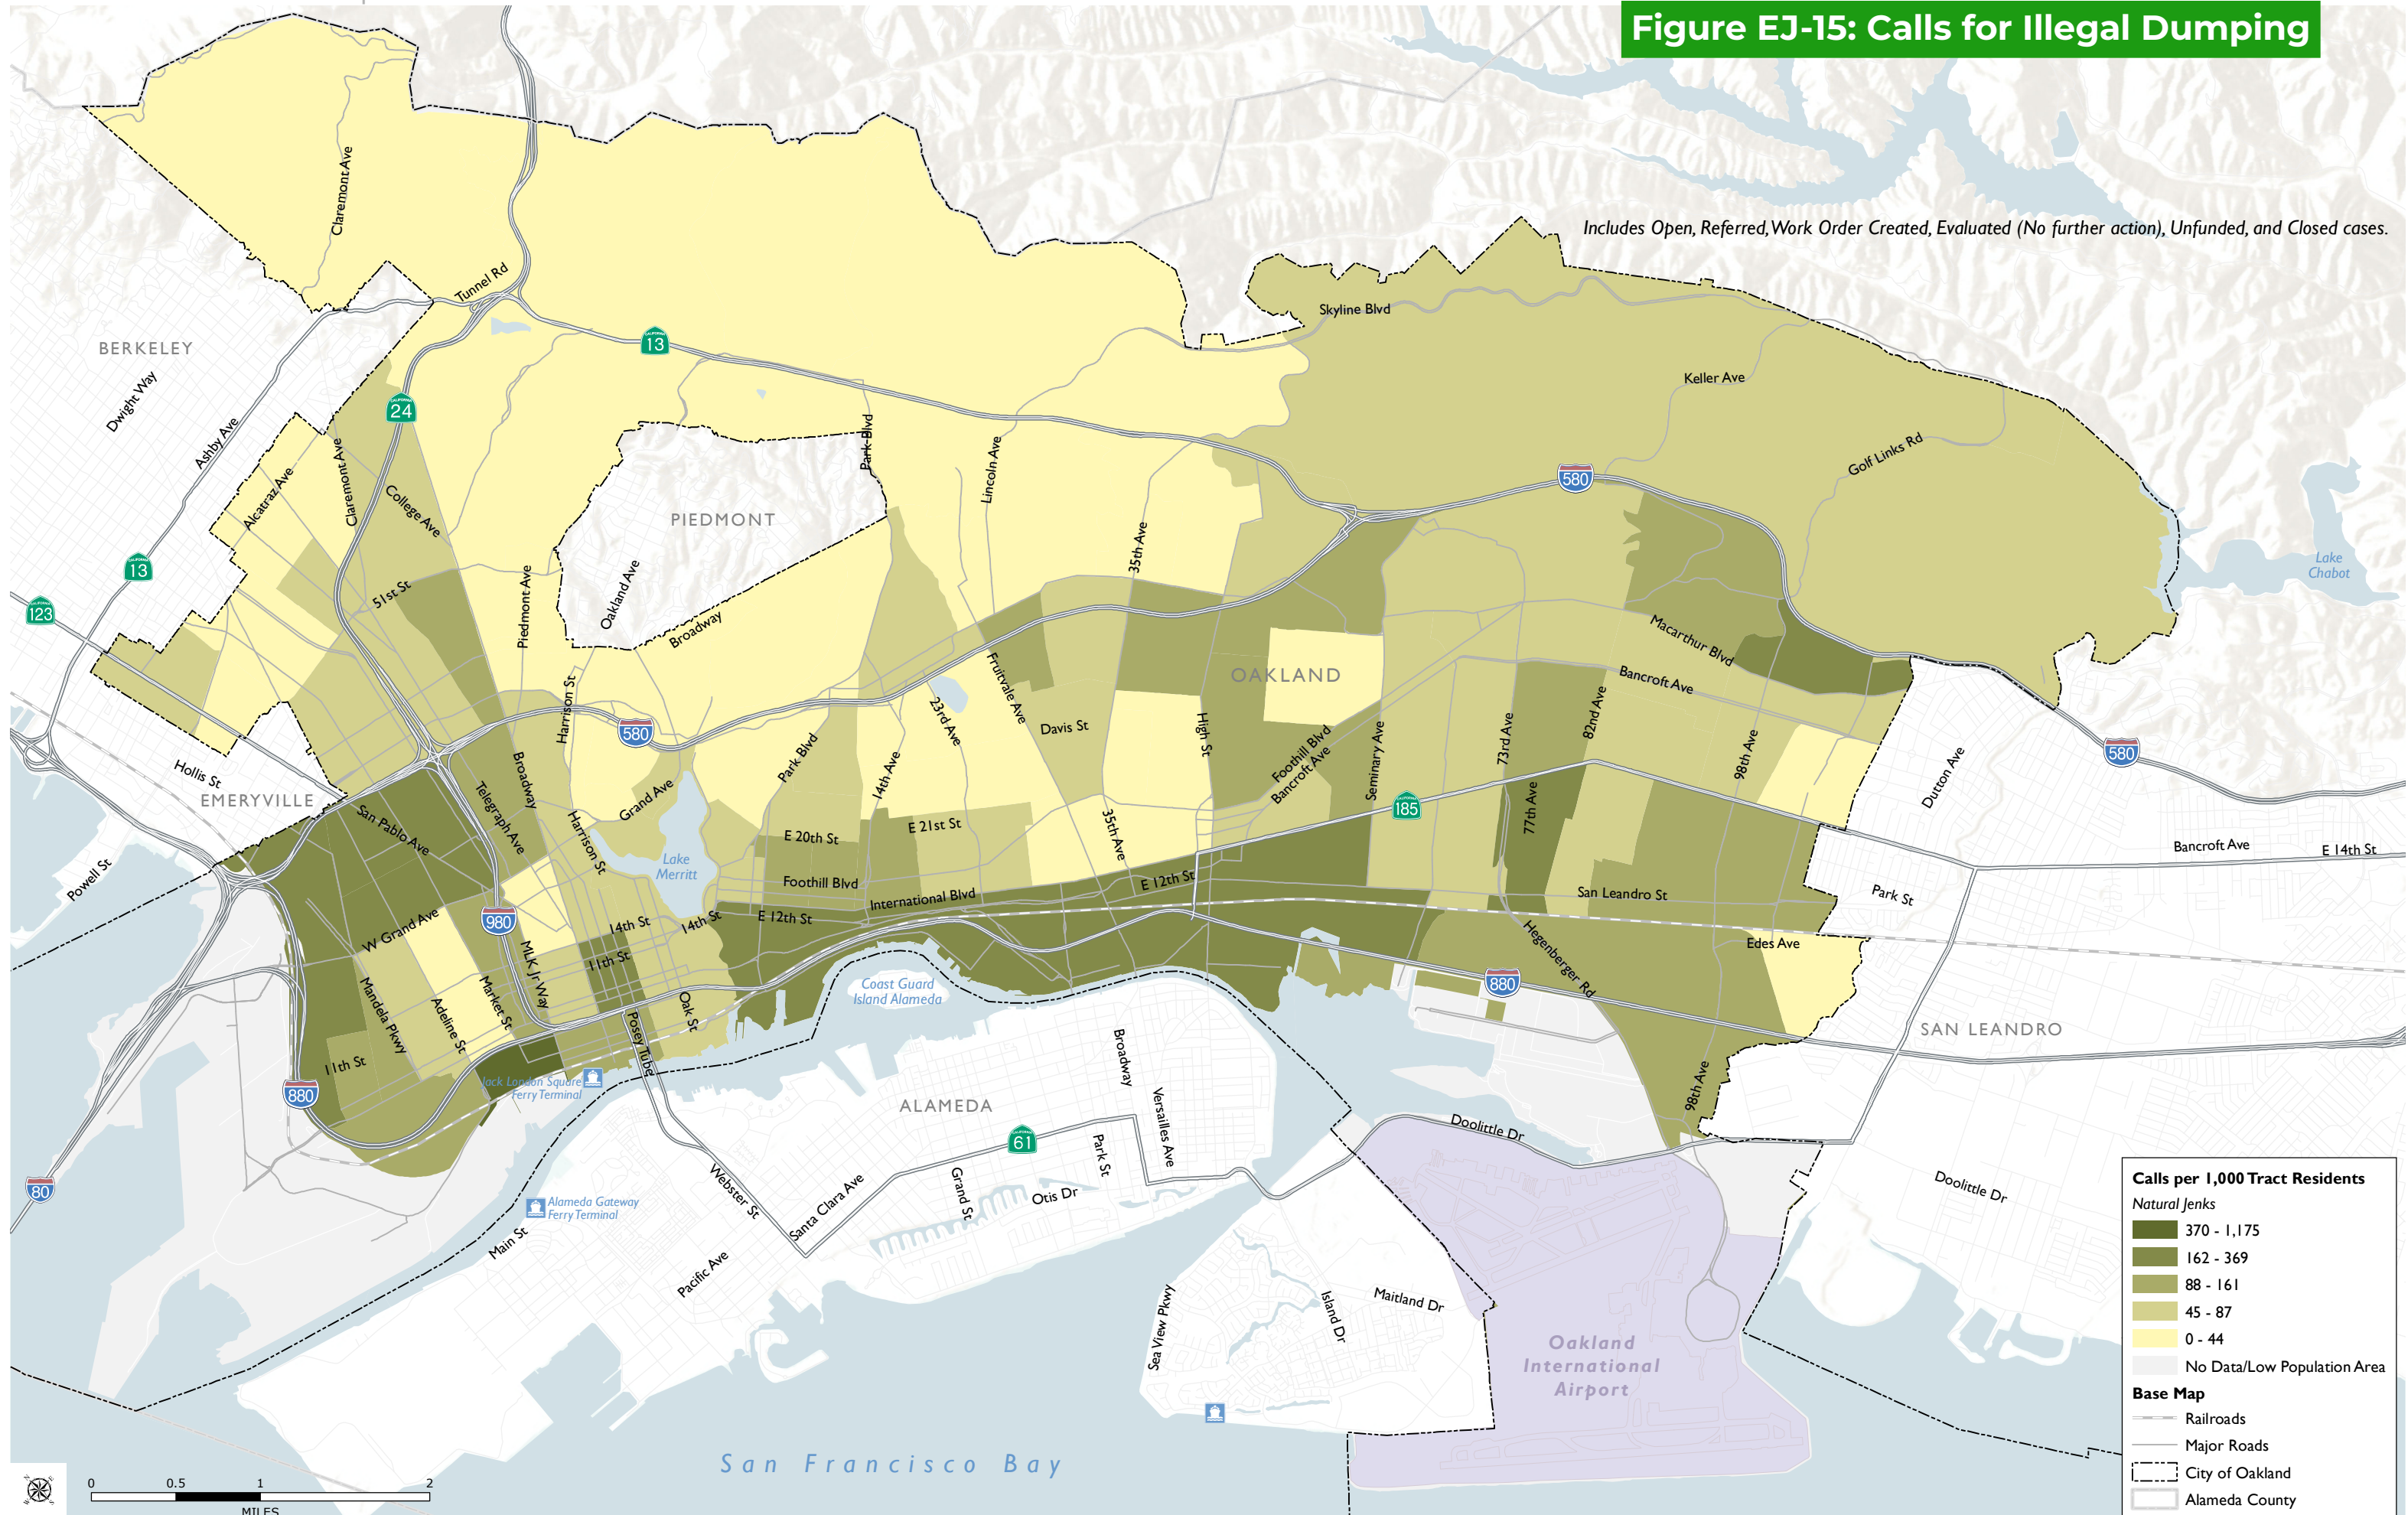 Figure EJ-15: Calls for Illegal Dumping
Includes Open, Referred, Work Order Created, Evaluated (No further action), Unfunded, and Closed cases.
Claremont Ave
Tunnel Rd
BERKELEY
Dwight Way
Ashby Ave
13
24
13
123
Alcatraz Ave
Claremont Ave
College Ave
51st St
Piedmont Ave
PIEDMONT
Oakland Ave
Broadway
Park Blvd
Lincoln Ave
35th Ave
Skyline Blvd
Keller Ave
Golf Links Rd
580
Lake
Chabot
Macarthur Blvd
Bancroft Ave
OAKLAND
Fruitvale Ave
23rd Ave
Davis St
High St
Foothill Blvd
Bancroft Ave
Seminary Ave
73rd Ave
82nd Ave
77th Ave
98th Ave
185
580
Dutton Ave
Bancroft Ave
E 14th St
Park St
Hollis St
EMERYVILLE
Powell St
San Pablo Ave
Telegraph Ave
Broadway
Harrison St
580
Harrison St
Grand Ave
Lake
Merritt
Park Blvd
14th Ave
E 20th St
E 21st St
35th Ave
Foothill Blvd
International Blvd
E 12th St
E 12th St
San Leandro St
Edes Ave
Hegenberger Rd
880
98th Ave
SAN LEANDRO
W Grand Ave
980
14th St
14th St
11th St
MLK Jr Way
Market St
Adeline St
Mandela Pkwy
11th St
880
Oak St
Posey Tube
Jack London Square
Ferry Terminal
Coast Guard
Island Alameda
80
ALAMEDA
Broadway
Versailles Ave
61
Park St
Grand St
Otis Dr
Santa Clara Ave
Webster St
Pacific Ave
Main St
Alameda Gateway
Ferry Terminal
Doolittle Dr
Doolittle Dr
Sea View Pkwy
Island Dr
Maitland Dr
Oakland
International
Airport
San Francisco Bay
0 0.5 1 2
MILES
Calls per 1,000 Tract Residents
Natural Jenks
370 - 1,175
162 - 369
88 - 161
45 - 87
0 - 44
No Data/Low Population Area
Base Map
Railroads
Major Roads
City of Oakland
Alameda County